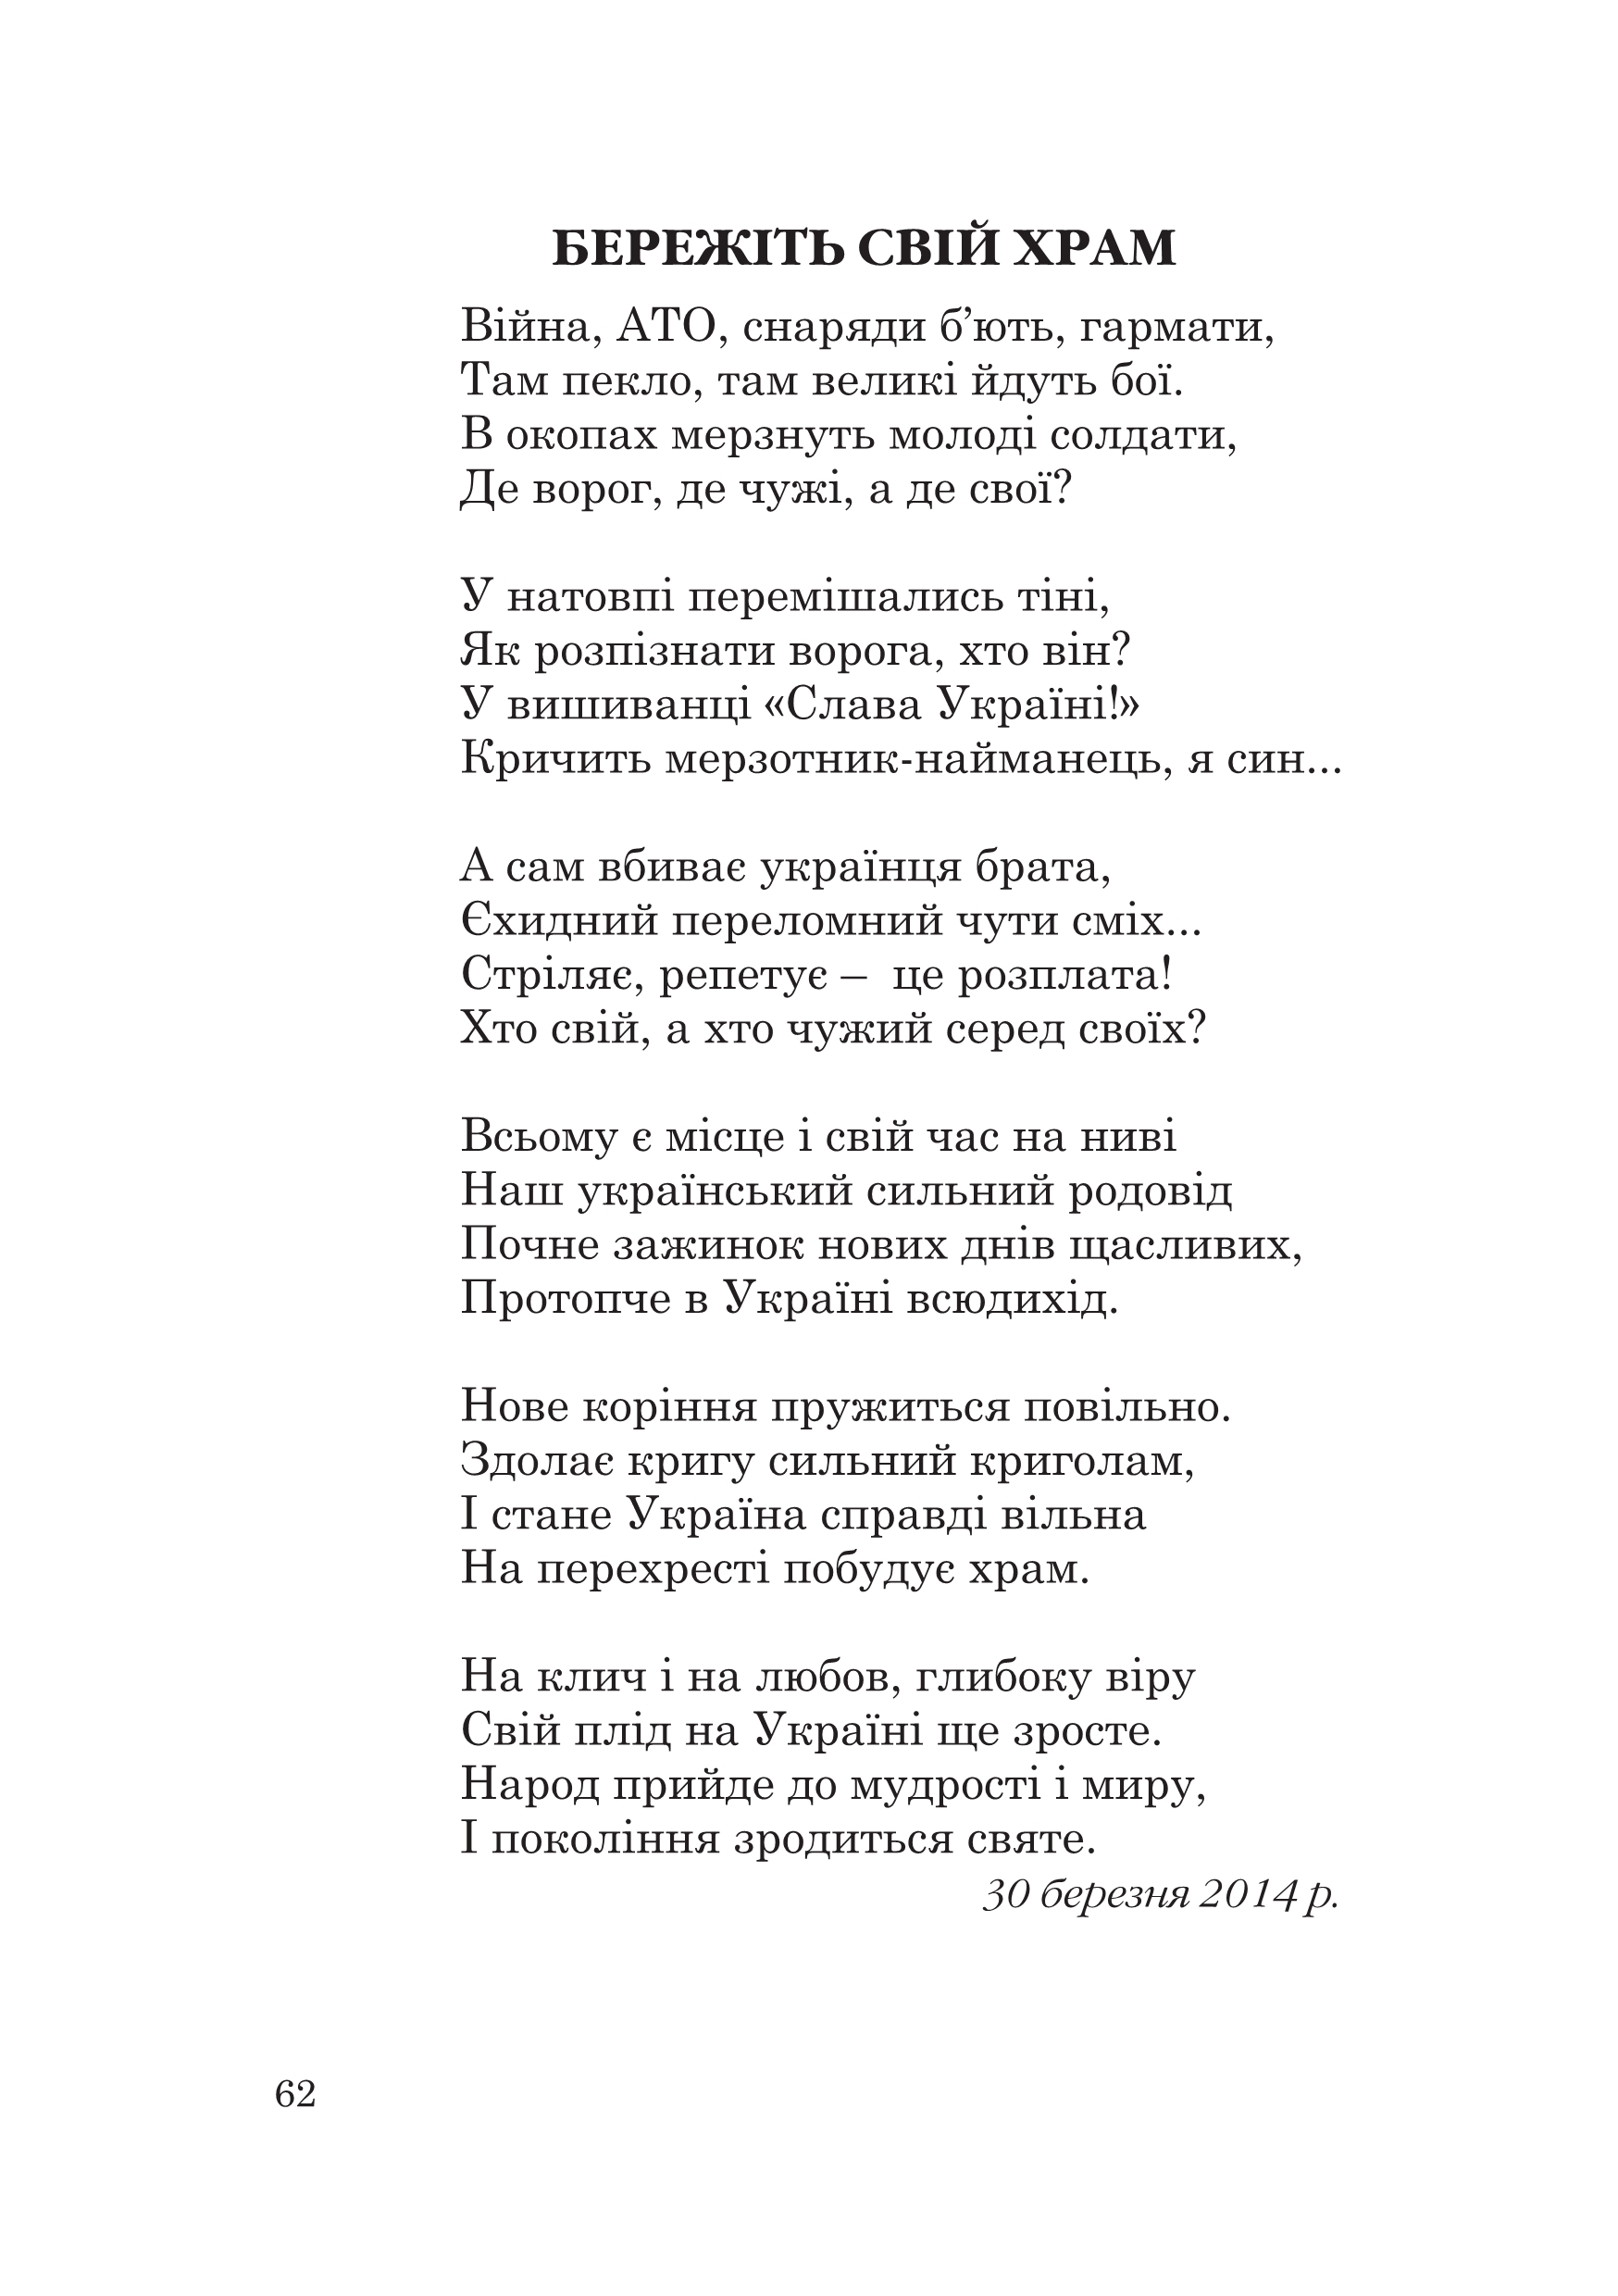 БЕРЕЖІТЬ СВІЙ ХРАМ
Війна, АТО, снаряди б’ють, гармати,
Там пекло, там великі йдуть бої.
В окопах мерзнуть молоді солдати,
Де ворог, де чужі, а де свої?
У натовпі перемішались тіні,
Як розпізнати ворога, хто він?
У вишиванці «Слава Україні!»
Кричить мерзотник-найманець, я син...
А сам вбиває українця брата,
Єхидний переломний чути сміх...
Стріляє, репетує – це розплата!
Хто свій, а хто чужий серед своїх?
Всьому є місце і свій час на ниві
Наш український сильний родовід
Почне зажинок нових днів щасливих,
Протопче в Україні всюдихід.
Нове коріння пружиться повільно.
Здолає кригу сильний криголам,
І стане Україна справді вільна
На перехресті побудує храм.
На клич і на любов, глибоку віру
Свій плід на Україні ще зросте.
Народ прийде до мудрості і миру,
І покоління зродиться святе.
30 березня 2014 р.
62